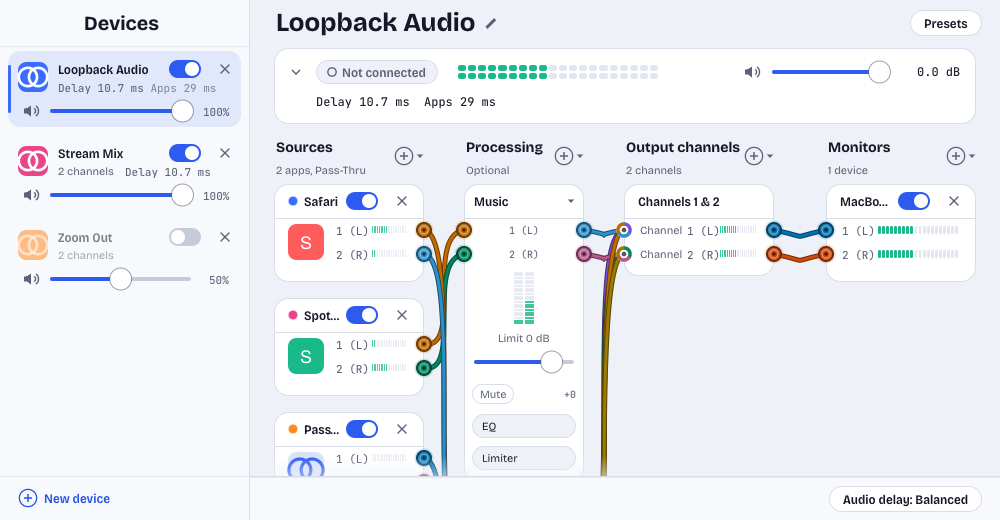 Devices
Loopback Audio
Delay 10.7 ms Apps 29 ms
100%
Stream Mix
2 channels Delay 10.7 ms
100%
Zoom Out
2 channels
50%
New device
Loopback Audio
Presets
Not connected
0.0 dB
Delay 10.7 ms Apps 29 ms
Sources
2 apps, Pass-Thru
Safari
S
1 (L)
2 (R)
Spot...
S
1 (L)
2 (R)
Pass...
1 (L)
Processing
Optional
Music
1 (L)
2 (R)
Limit 0 dB
Mute +0
EQ
Limiter
Output channels
2 channels
Channels 1 & 2
Channel 1 (L)
Channel 2 (R)
Monitors
1 device
MacBo...
1 (L)
2 (R)
Audio delay: Balanced